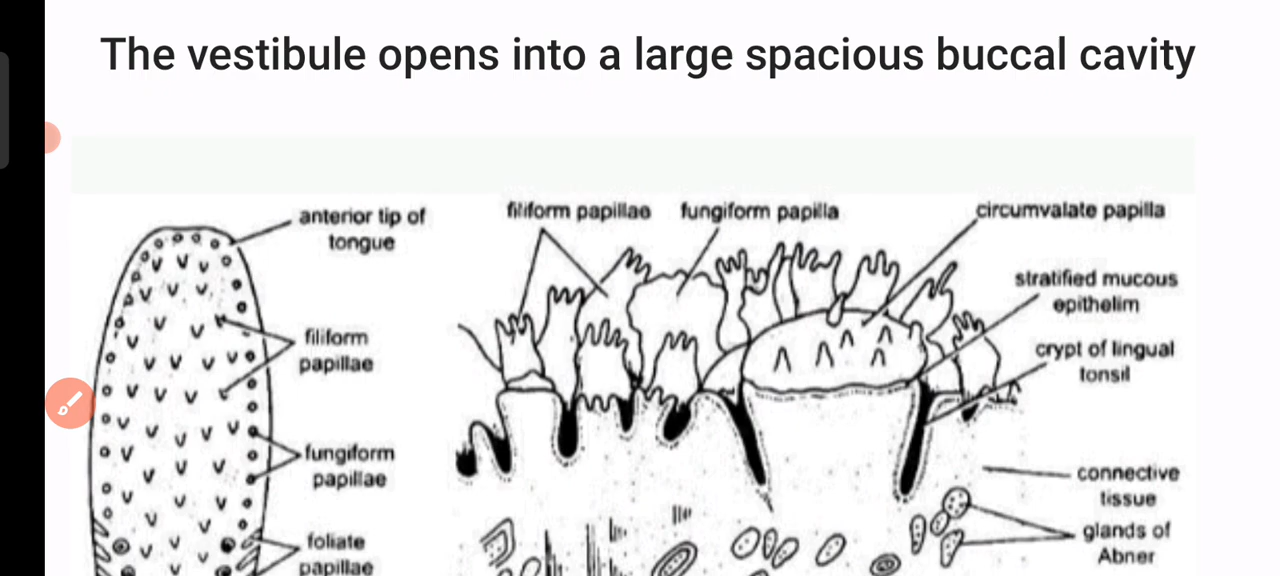 The vestibule opens into a large spacious buccal cavity
anterior tip of
tongue
filiform
papillae
fungiform
papillae
foliate
papillae
filiform papillae
fungiform papilla
circumvalate papilla
stratified mucous
epithelim
crypt of lingual
tonsil
connective
tissue
glands of
Abner